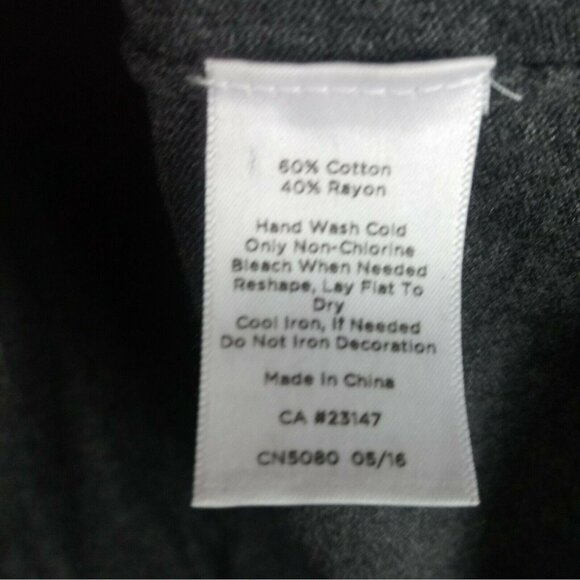 60% Cotton
40% Rayon
Hand Wash Cold
Only Non-Chlorine
Bleach When Needed
Reshape, Lay Flat To
Dry
Cool Iron, If Needed
Do Not Iron Decoration
Made in China
CA #23147
CN5080 05/16